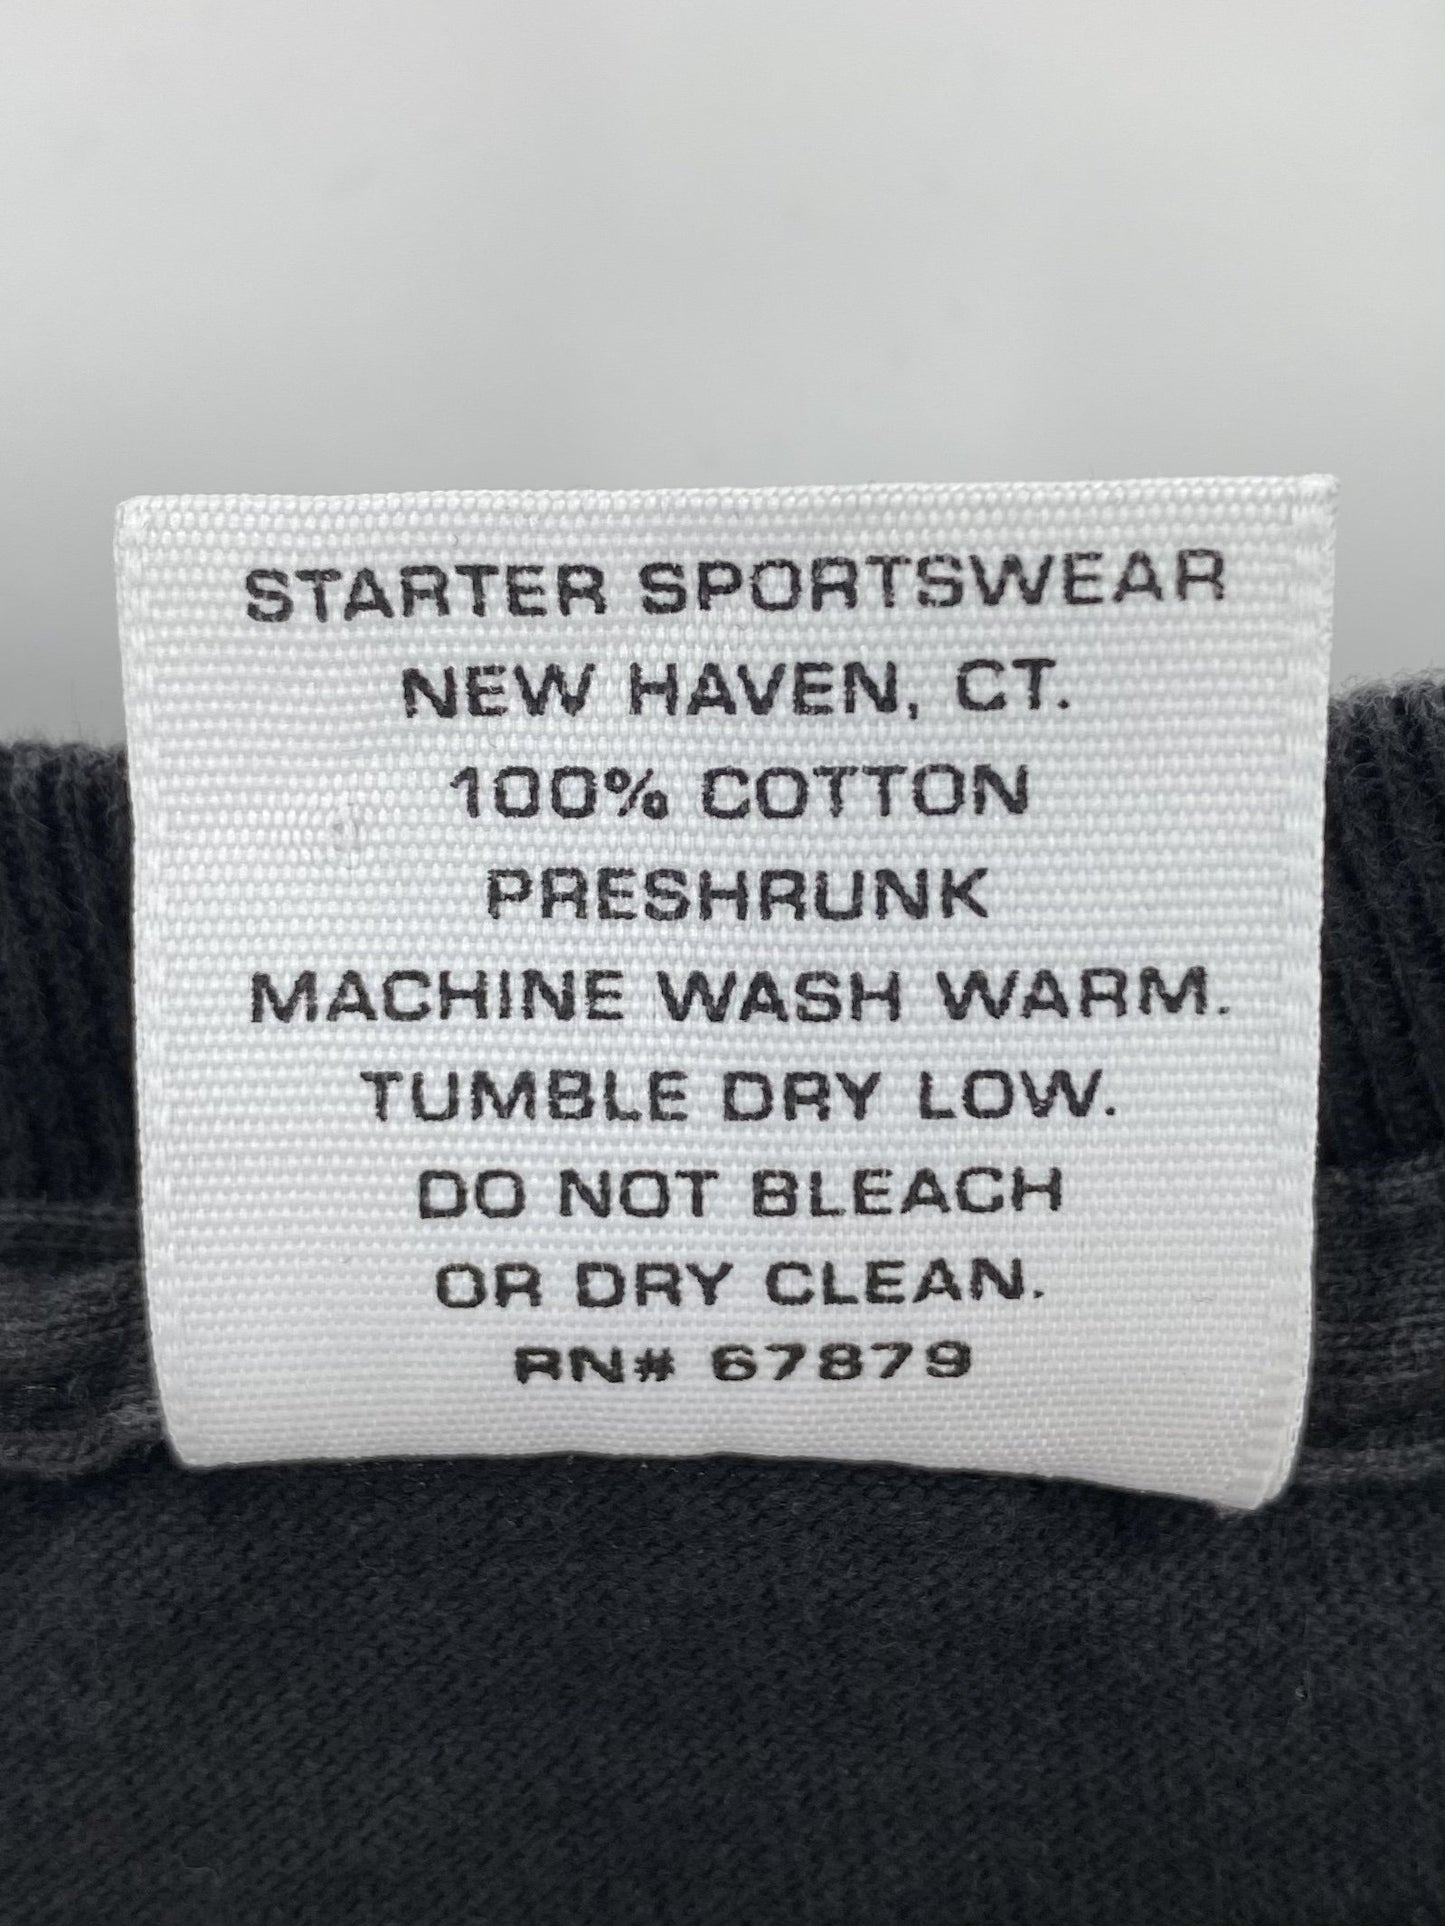 STARTER SPORTSWEAR
NEW HAVEN, CT.
100% COTTON
PRESHRUNK
MACHINE WASH WARM.
TUMBLE DRY LOW.
DO NOT BLEACH
OR DRY CLEAN.
RN# 67879